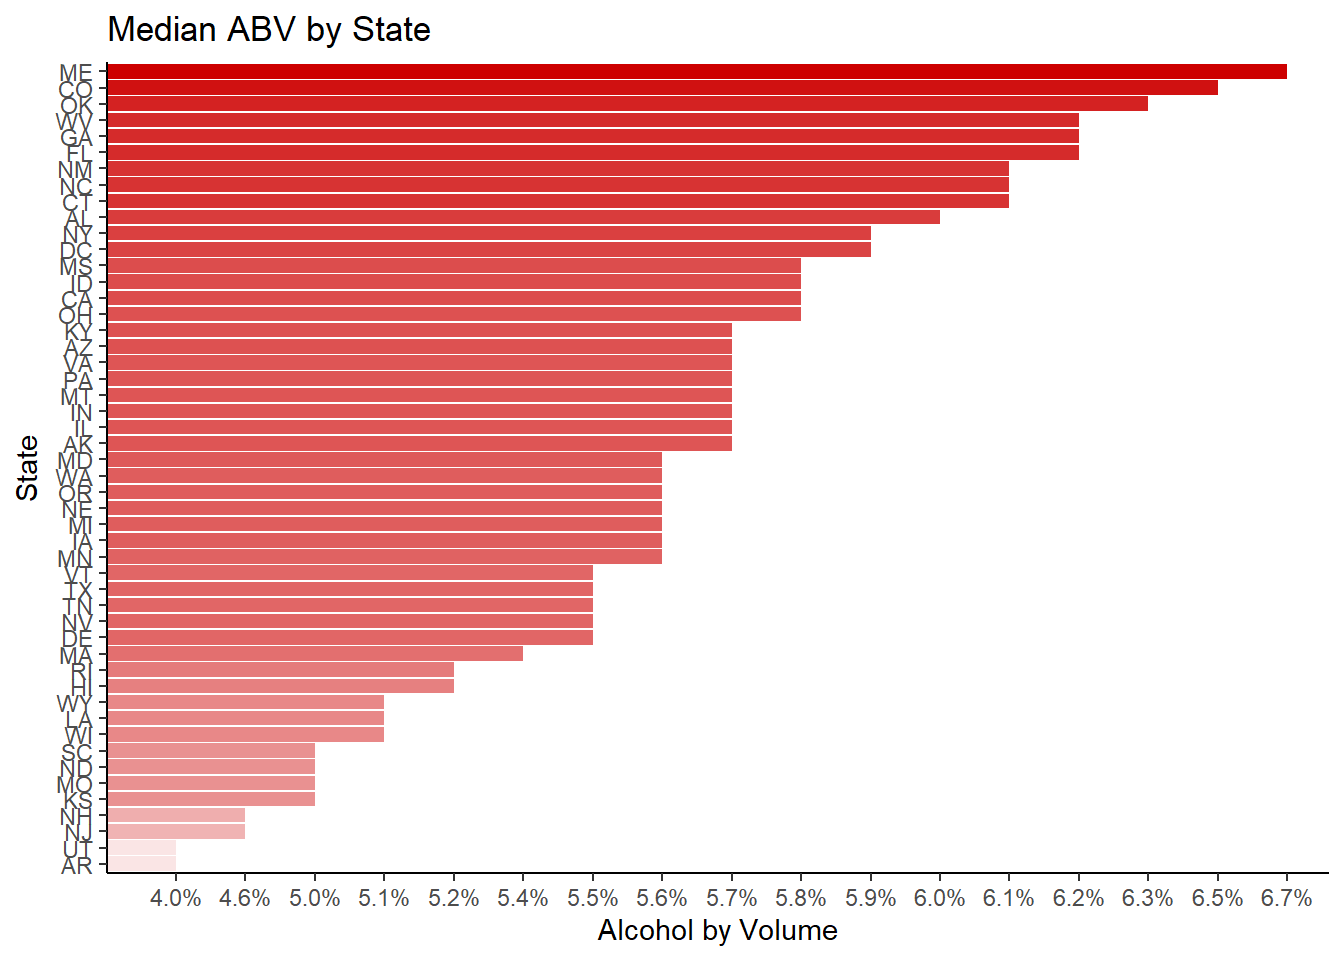 Median ABV by State
ME
CO
OK
WV
GA
FL
NM
NC
CT
AL
NY
DC
MS
ID
CA
OH
KY
AZ
VA
PA
MT
IN
IL
AK
MD
WA
OR
NE
MI
IA
MN
VT
TX
TN
NV
DE
MA
RI
HI
WY
LA
WI
SC
ND
MO
KS
NH
NJ
UT
AR
State
4.0% 4.6% 5.0% 5.1% 5.2% 5.4% 5.5% 5.6% 5.7% 5.8% 5.9% 6.0% 6.1% 6.2% 6.3% 6.5% 6.7%
Alcohol by Volume